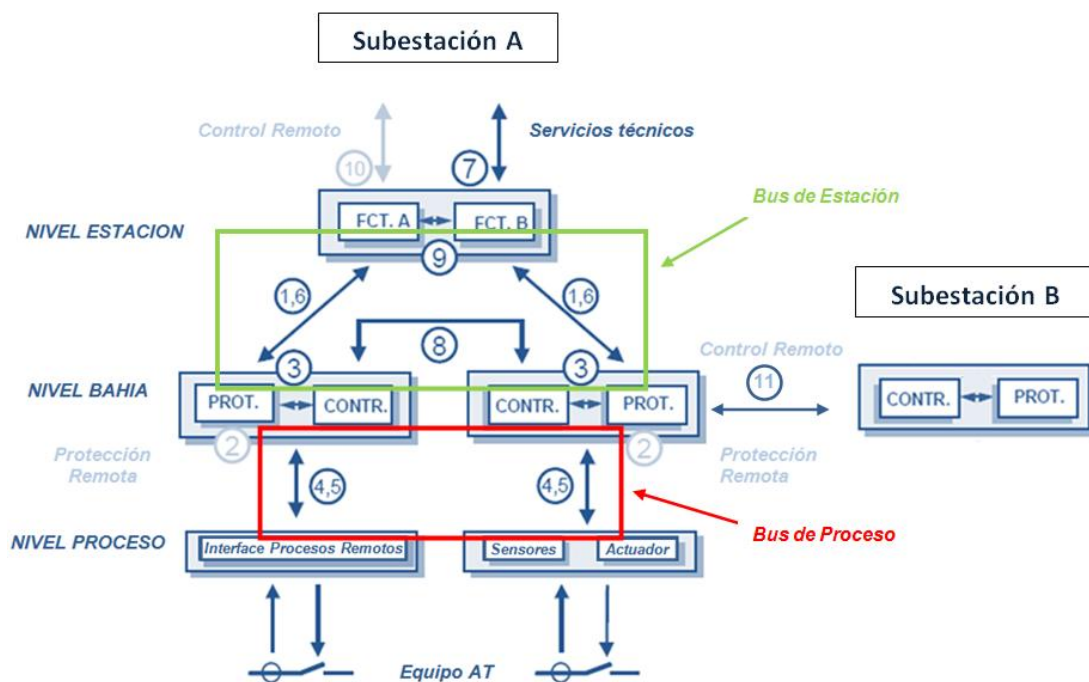 Subestación A
Control Remoto
Servicios técnicos
10
7
Bus de Estación
FCT. A
FCT. B
NIVEL ESTACION
9
1,6
1,6
Subestación B
8
Control Remoto
3
3
11
NIVEL BAHIA
PROT.
CONTR.
CONTR.
PROT.
CONTR.
PROT.
2
2
Protección
Remota
Protección
Remota
4,5
4,5
Bus de Proceso
NIVEL PROCESO
Interface Procesos Remotos
Sensores
Actuador
Equipo AT